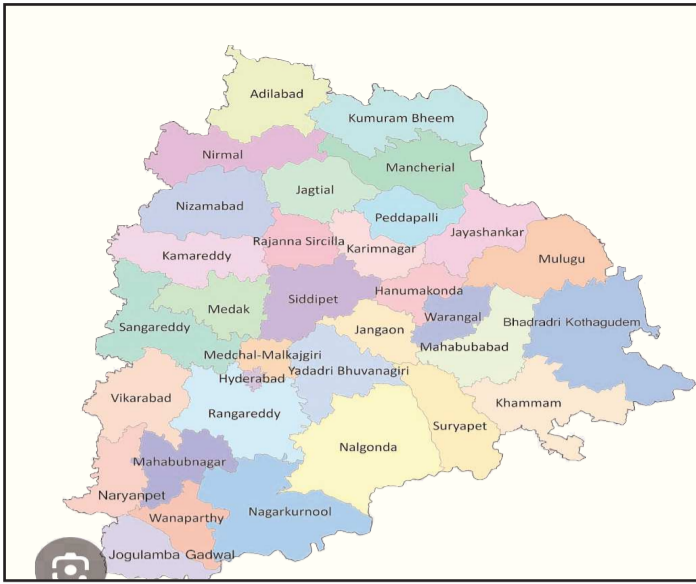 Adilabad
Kumuram Bheem
Nirmal
Mancherial
Jagtial
Nizamabad
Peddapalli
Jayashankar
Rajanna Sircilla
Karimnagar
Kamareddy
Mulugu
Hanumakonda
Siddipet
Medak
Warangal
Bhadradri Kothagudem
Sangareddy
Jangaon
Mahabubabad
Medchal-Malkajgiri
Yadadri Bhuvanagiri
Hyderabad
Vikarabad
Khammam
Rangareddy
Suryapet
Nalgonda
Mahabubnagar
Naryanpet
Wanaparthy
Nagarkurnool
Jogulamba Gadwal